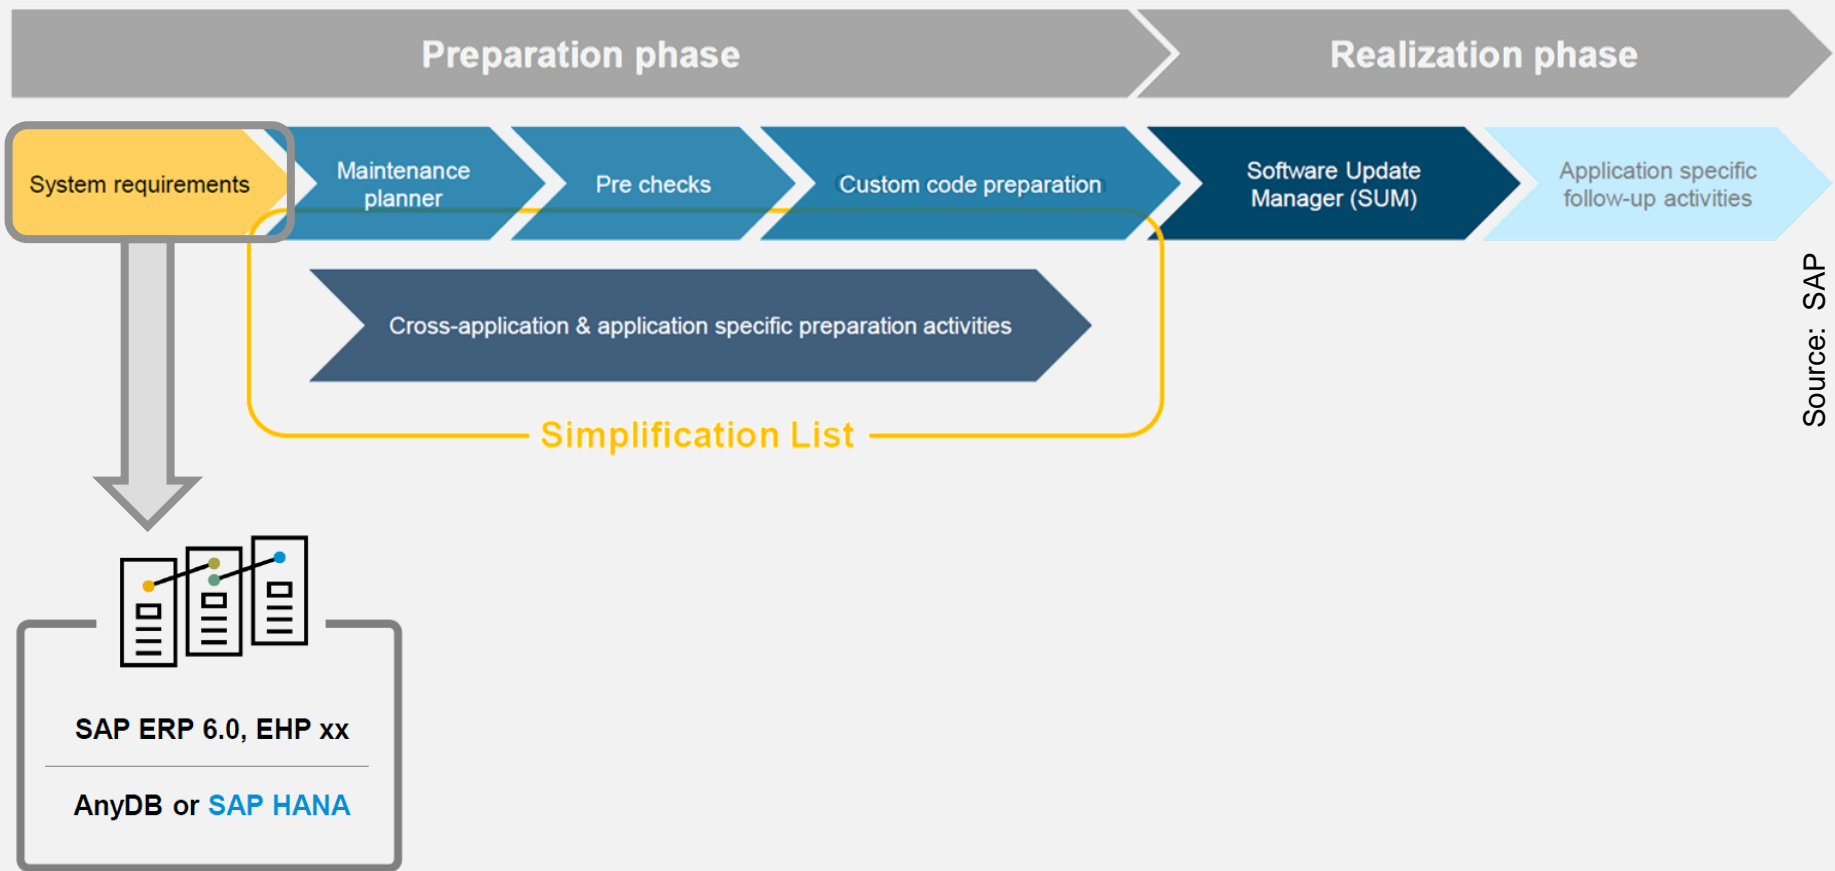 Preparation phase
Realization phase
System requirements
Maintenance
planner
Pre checks
Custom code preparation
Software Update
Manager (SUM)
Application specific
follow-up activities
Cross-application & application specific preparation activities
Simplification List
Source: SAP
SAP ERP 6.0, EHP xx
AnyDB or SAP HANA